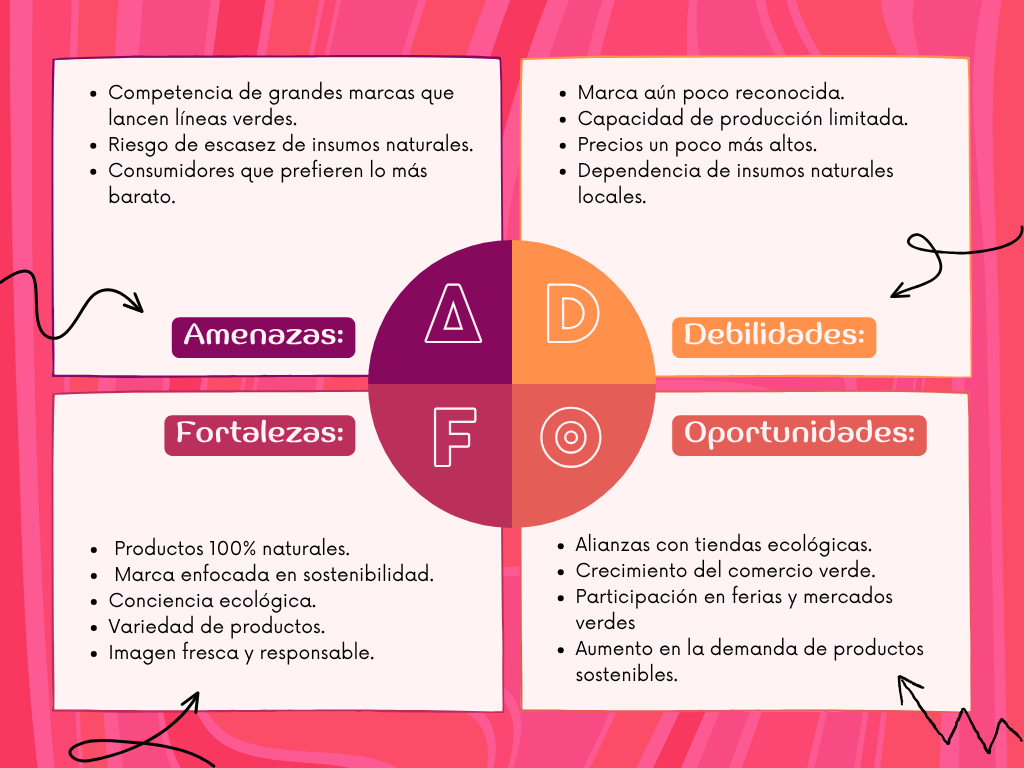 • Competencia de grandes marcas que
lancen líneas verdes.
• Riesgo de escasez de insumos naturales.
• Consumidores que prefieren lo más
barato.
Amenazas:
• Marca aún poco reconocida.
• Capacidad de producción limitada.
• Precios un poco más altos.
• Dependencia de insumos naturales
locales.
Debilidades:
A D
F O
Fortalezas:
• Productos 100% naturales.
• Marca enfocada en sostenibilidad.
• Conciencia ecológica.
• Variedad de productos.
• Imagen fresca y responsable.
Oportunidades:
• Alianzas con tiendas ecológicas.
• Crecimiento del comercio verde.
• Participación en ferias y mercados
verdes
• Aumento en la demanda de productos
sostenibles.